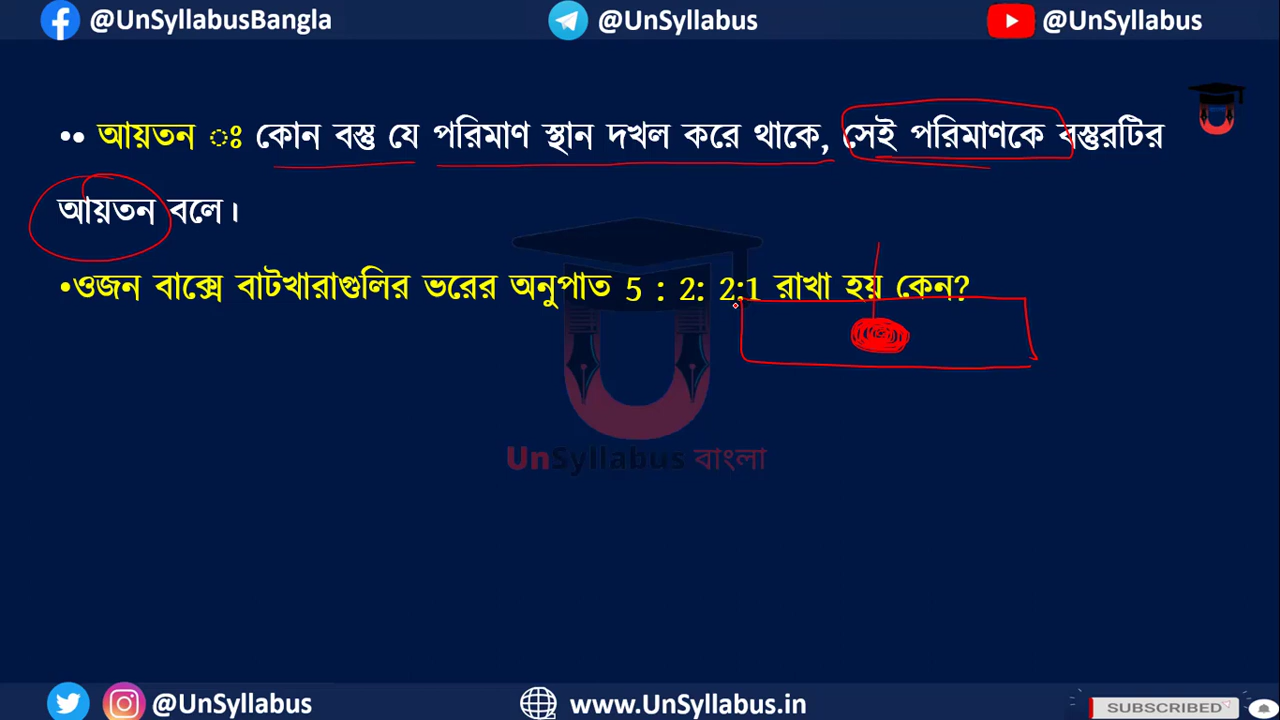 @UnSyllabusBangla @UnSyllabus @UnSyllabus
•• আয়তন ঃ কোন বস্তু যে পরিমাণ স্থান দখল করে থাকে, সেই পরিমাণকে বস্তুরটির
আয়তন বলে।
•ওজন বাক্সে বাটখারাগুলির ভরের অনুপাত 5 : 2: 2:1 রাখা হয় কেন?
UnSyllabus বাংলা
@UnSyllabus www.UnSyllabus.in SUBSCRIBED